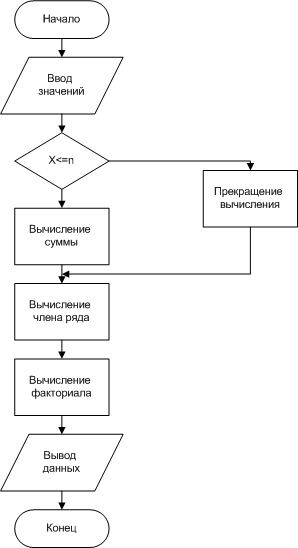 Начало
Ввод
значений
X<=n
Прекращение
вычисления
Вычисление
суммы
Вычисление
члена ряда
Вычисление
факториала
Вывод
данных
Конец